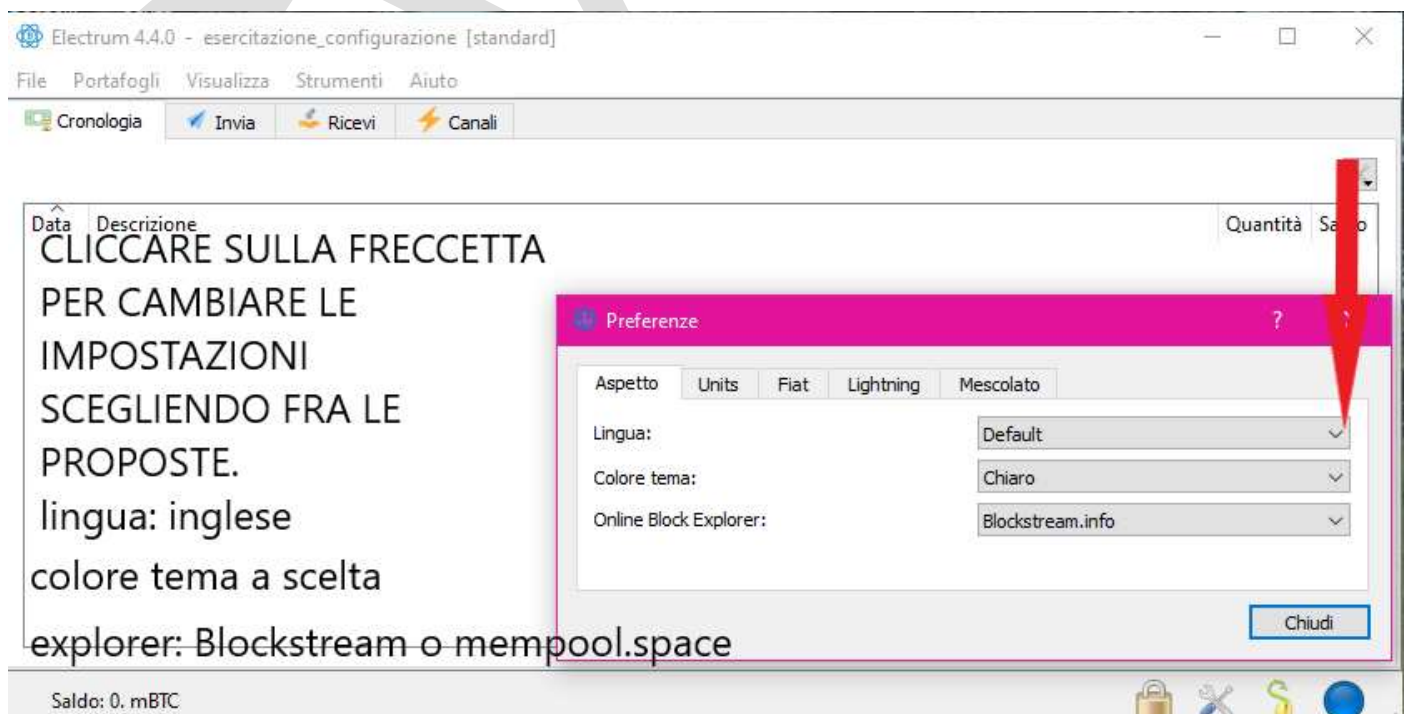 Electrum 4.4.0 - esercitazione_configurazione [standard]
File Portafogli Visualizza Strumenti Aiuto
Cronologia Invia Ricevi Canali
Data Descrizione Quantità
CLICCARE SULLA FRECCETTA
PER CAMBIARE LE
IMPOSTAZIONI
SCEGLIENDO FRA LE
PROPOSTE.
lingua: inglese
colore tema a scelta
explorer: Blockstream o mempool.space
Preferenze ?
Aspetto Units Fiat Lightning Mescolato
Lingua: Default
Colore tema: Chiaro
Online Block Explorer: Blockstream.info
Chiudi
Saldo: 0. mBTC